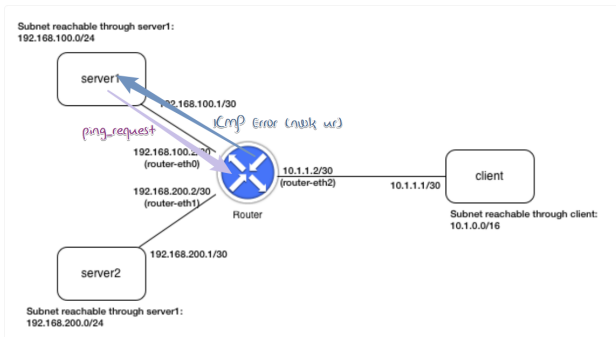 Subnet reachable through server1:
192.168.100.0/24
server1
192.168.100.1/30
ICMP Error (nwk ur)
ping_request
192.168.100.2/30
(router-eth0)
10.1.1.2/30
(router-eth2)
client
10.1.1.1/30
192.168.200.2/30
(router-eth1)
Router
Subnet reachable through client:
10.1.0.0/16
192.168.200.1/30
server2
Subnet reachable through server1:
192.168.200.0/24